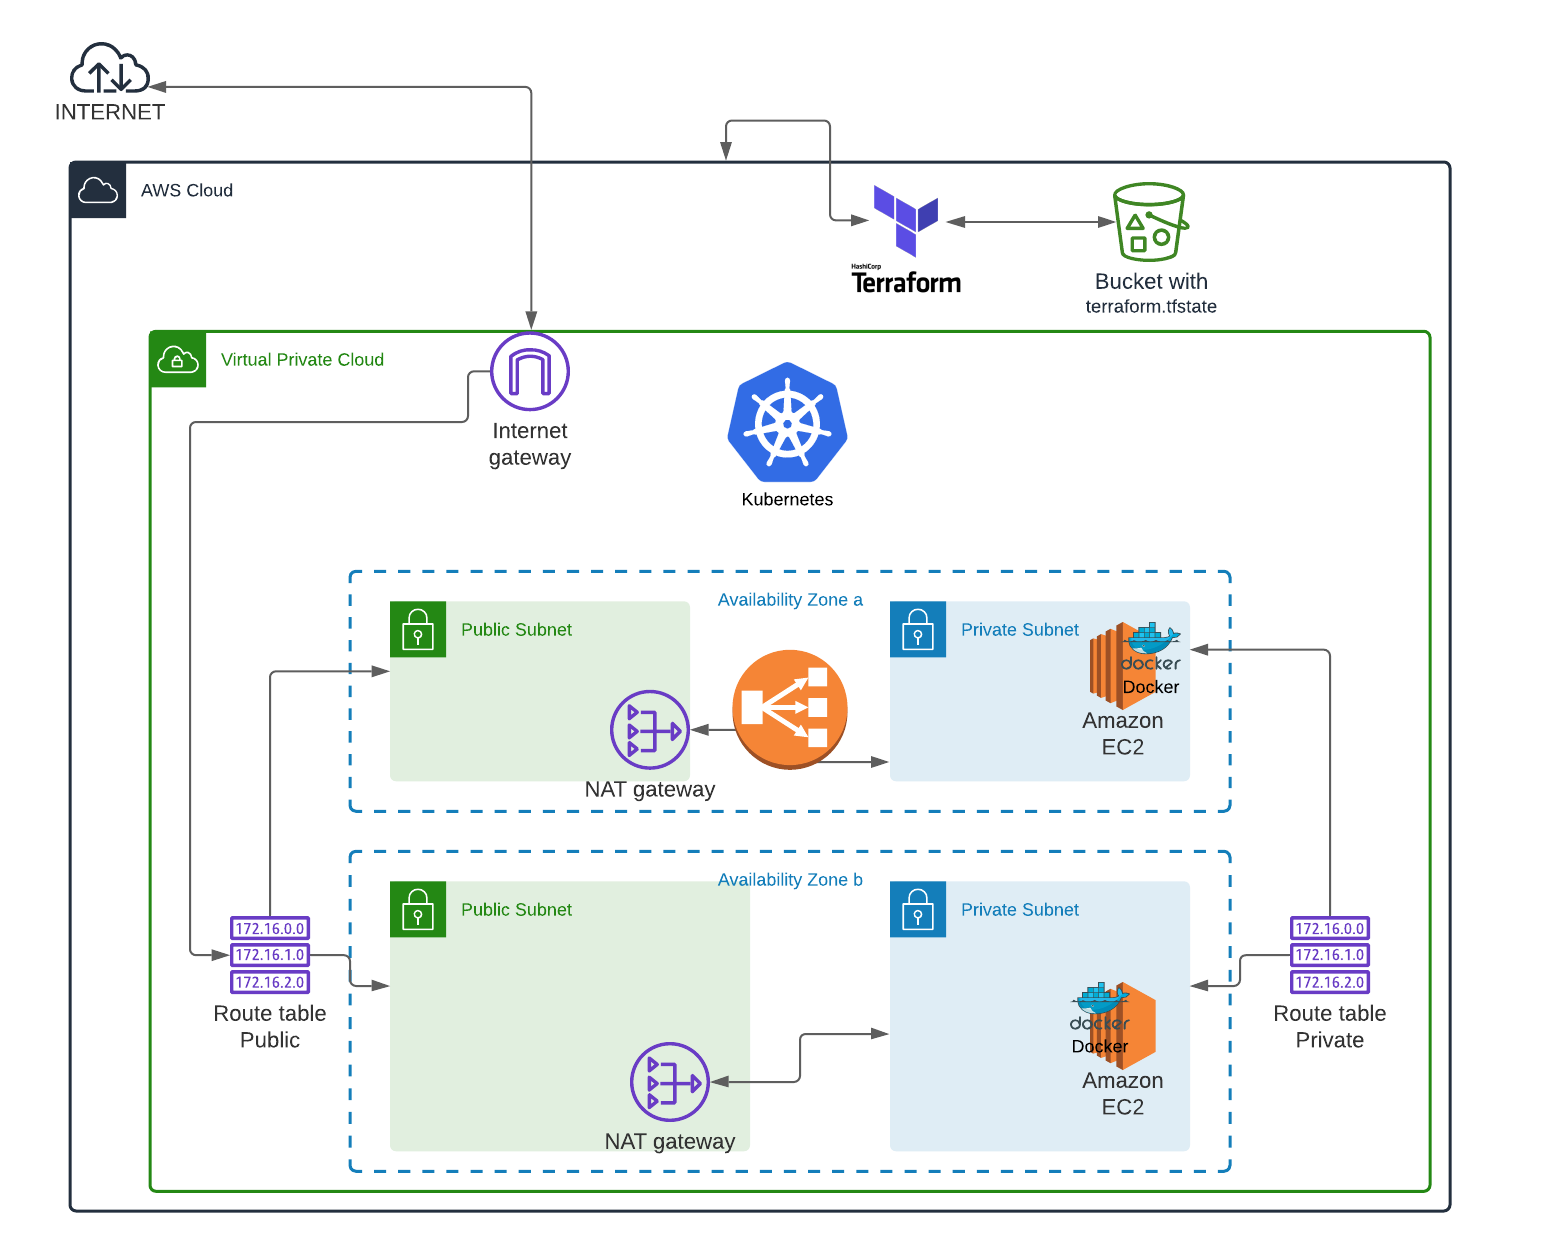 INTERNET
AWS Cloud
HashiCorp
Terraform
Bucket with
terraform.tfstate
Virtual Private Cloud
Internet
gateway
Kubernetes
Availability Zone a
Public Subnet
Private Subnet
docker
Docker
Amazon
EC2
NAT gateway
Availability Zone b
Public Subnet
Private Subnet
172.16.0.0
172.16.1.0
172.16.2.0
Route table
Public
172.16.0.0
172.16.1.0
172.16.2.0
Route table
Private
docker
Docker
Amazon
EC2
NAT gateway